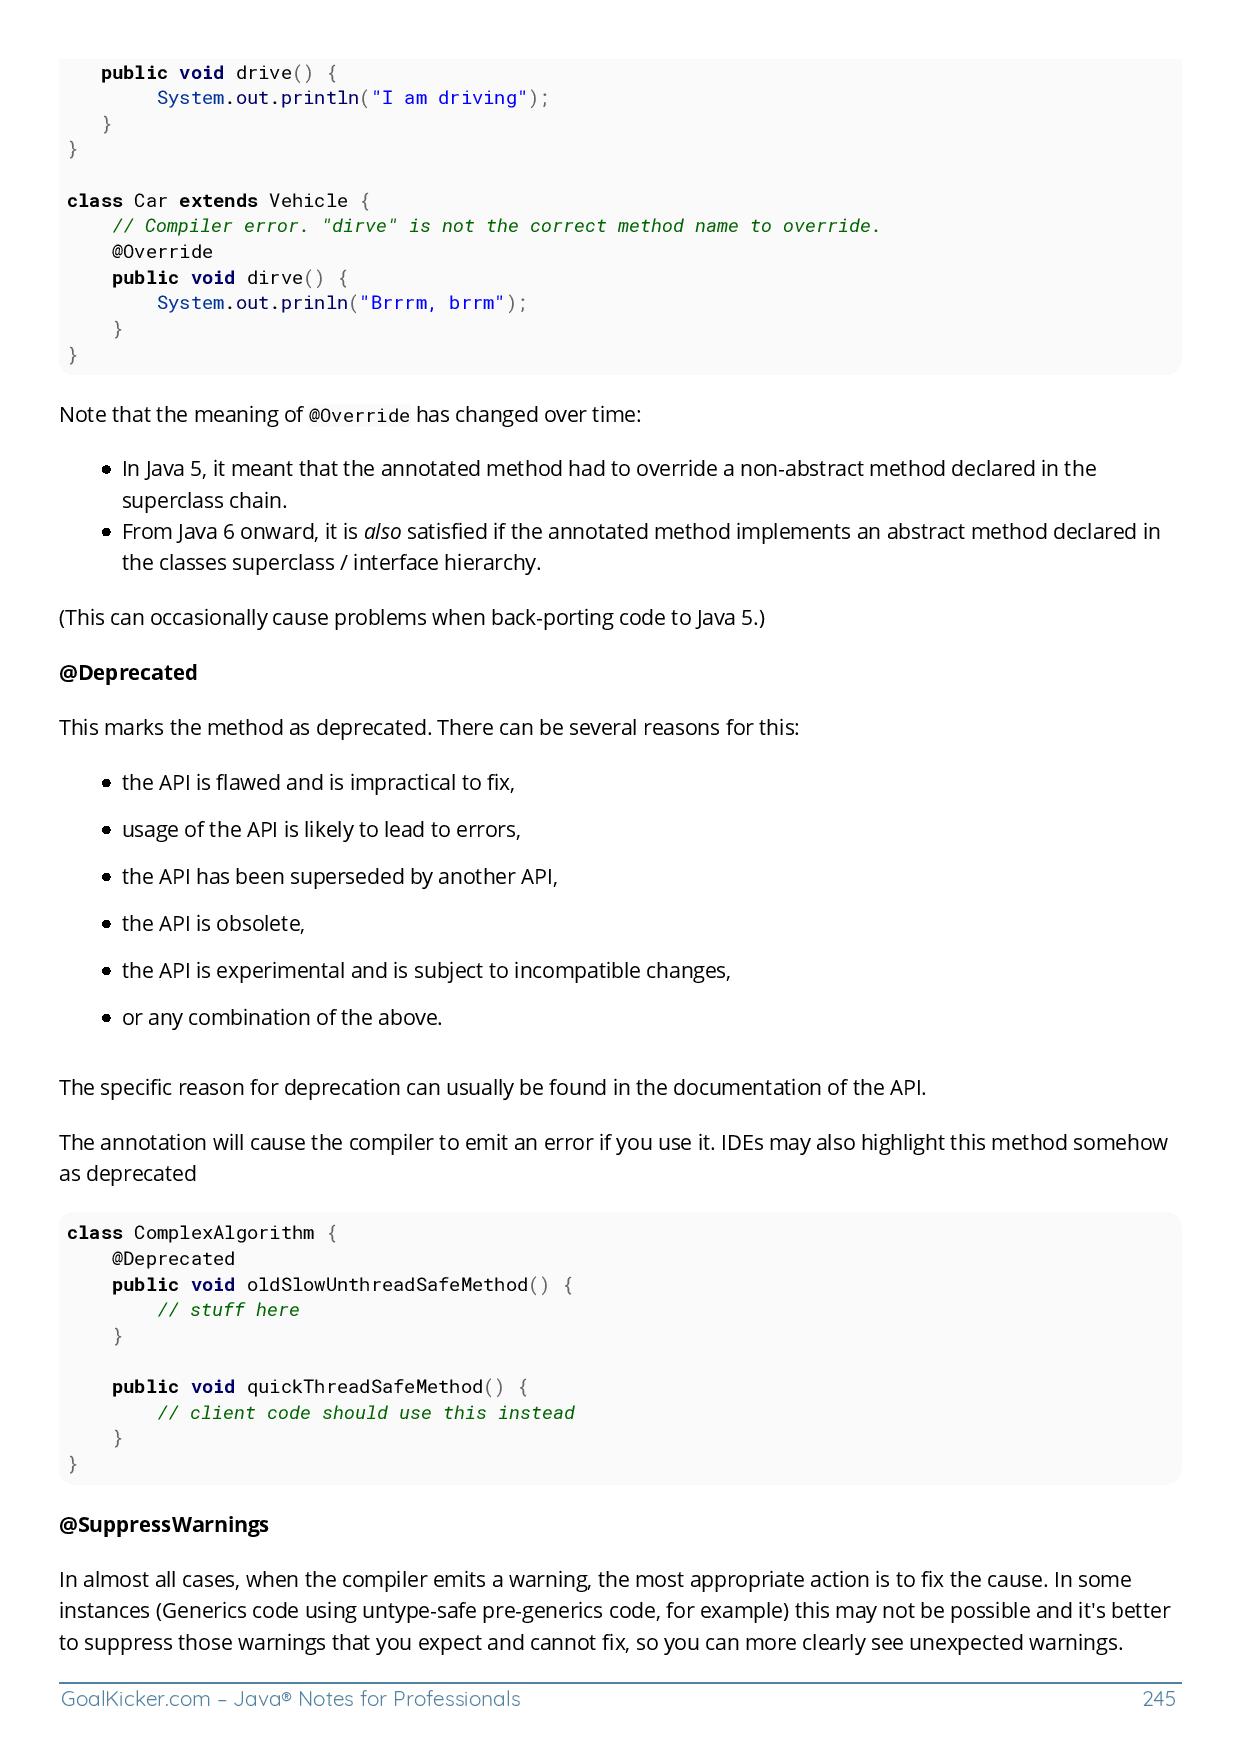 public void drive() {
System.out.println("I am driving");
}
}
class Car extends Vehicle {
// Compiler error. "dirve" is not the correct method name to override.
@Override
public void dirve() {
System.out.prinln("Brrrm, brrm");
}
}
Note that the meaning of @Override has changed over time:
• In Java 5, it meant that the annotated method had to override a non-abstract method declared in the
superclass chain.
• From Java 6 onward, it is also satisfied if the annotated method implements an abstract method declared in
the classes superclass / interface hierarchy.
(This can occasionally cause problems when back-porting code to Java 5.)
@Deprecated
This marks the method as deprecated. There can be several reasons for this:
• the API is flawed and is impractical to fix,
• usage of the API is likely to lead to errors,
• the API has been superseded by another API,
• the API is obsolete,
• the API is experimental and is subject to incompatible changes,
• or any combination of the above.
The specific reason for deprecation can usually be found in the documentation of the API.
The annotation will cause the compiler to emit an error if you use it. IDEs may also highlight this method somehow
as deprecated
class ComplexAlgorithm {
@Deprecated
public void oldSlowUnthreadSafeMethod() {
// stuff here
}
public void quickThreadSafeMethod() {
// client code should use this instead
}
}
@SuppressWarnings
In almost all cases, when the compiler emits a warning, the most appropriate action is to fix the cause. In some
instances (Generics code using untype-safe pre-generics code, for example) this may not be possible and it's better
to suppress those warnings that you expect and cannot fix, so you can more clearly see unexpected warnings.
GoalKicker.com – Java® Notes for Professionals 245